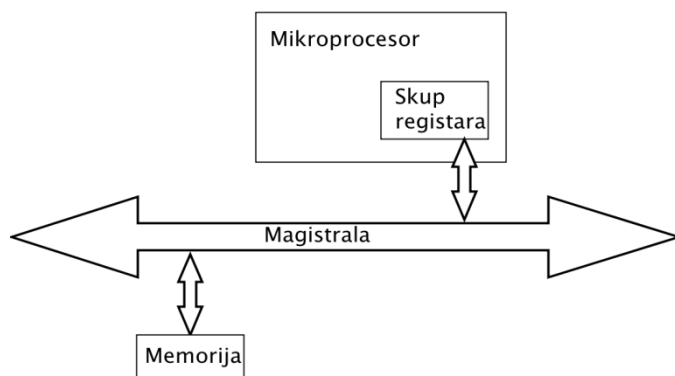 Mikroprocesor
Skup
registara
Magistrala
Memorija